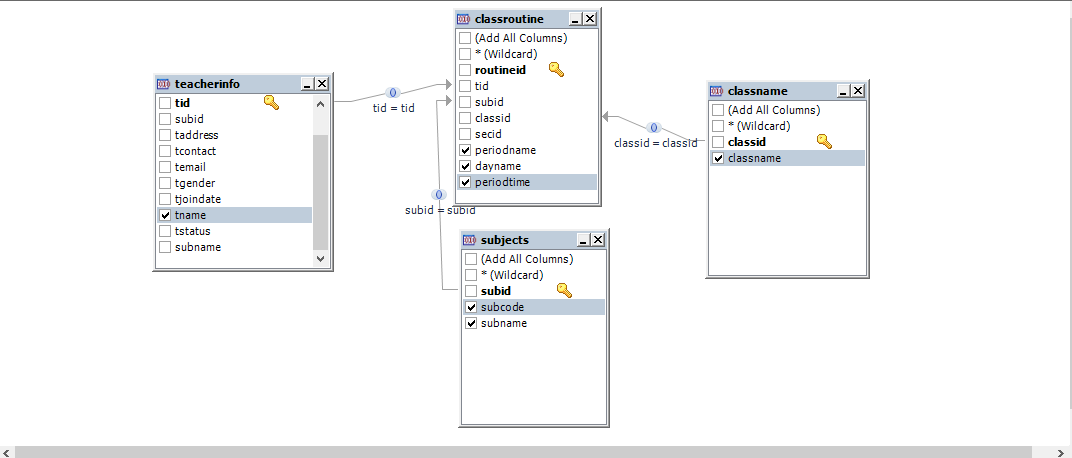 teacherinfo
tid
subid
taddress
tcontact
temail
tgender
tjoindate
tname
tstatus
subname
() 
tid = tid
classroutine
(Add All Columns)
* (Wildcard)
routineid
tid
subid
classid
secid
periodname
dayname
periodtime
()
subid = subid
subjects
(Add All Columns)
* (Wildcard)
subid
subcode
subname
()
classid = classid
classname
(Add All Columns)
* (Wildcard)
classid
classname